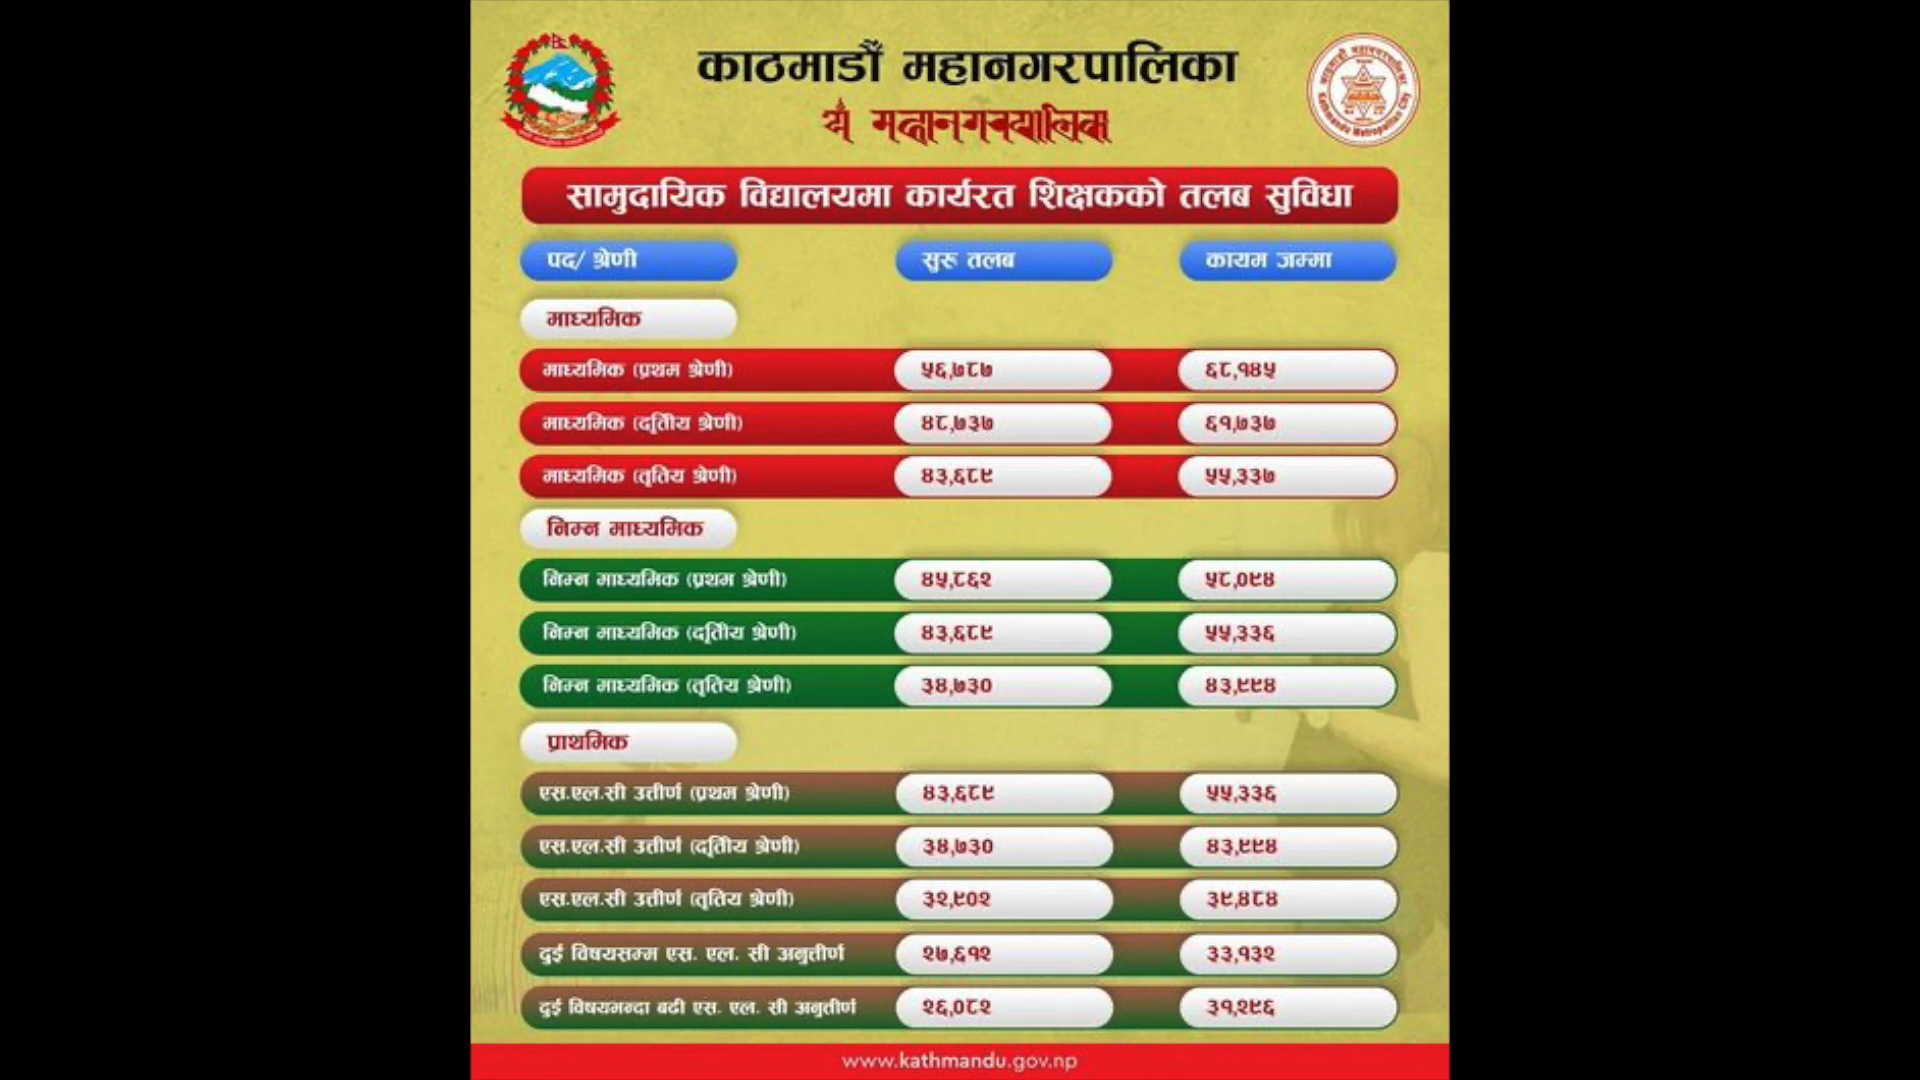 काठमाडौँ महानगरपालिका
सामुदायिक विद्यालयमा कार्यरत शिक्षकको तलब सुविधा
पद/ श्रेणी सुरु तलब कायम जम्मा
माध्यमिक
माध्यमिक (प्रथम श्रेणी) ५६,७८७ ६८,१४५
माध्यमिक (दृतिीय श्रेणी) ४८,७३७ ६१,७३७
माध्यमिक (तृतिय श्रेणी) ४३,६८९ ५५,३३७
निम्न माध्यमिक
निम्न माध्यमिक (प्रथम श्रेणी) ४५,८६२ ५८,०९४
निम्न माध्यमिक (दृतिीय श्रेणी) ४३,६८९ ५५,३३६
निम्न माध्यमिक (तृतिय श्रेणी) ३४,७३० ४३,९९४
प्राथमिक
एस.एल.सी उत्तीर्ण (प्रथम श्रेणी) ४३,६८९ ५५,३३६
एस.एल.सी उत्तीर्ण (दृतिीय श्रेणी) ३४,७३० ४३,९९४
एस.एल.सी उत्तीर्ण (तृतिय श्रेणी) ३२,९०२ ३९,४८४
दुई विषयसम्म एस. एल. सी अनुत्तीर्ण २७,६१२ ३३,१३२
दुई विषयभन्दा बढी एस. एल. सी अनुत्तीर्ण २६,०८२ ३१,२९६
www.kathmandu.gov.np